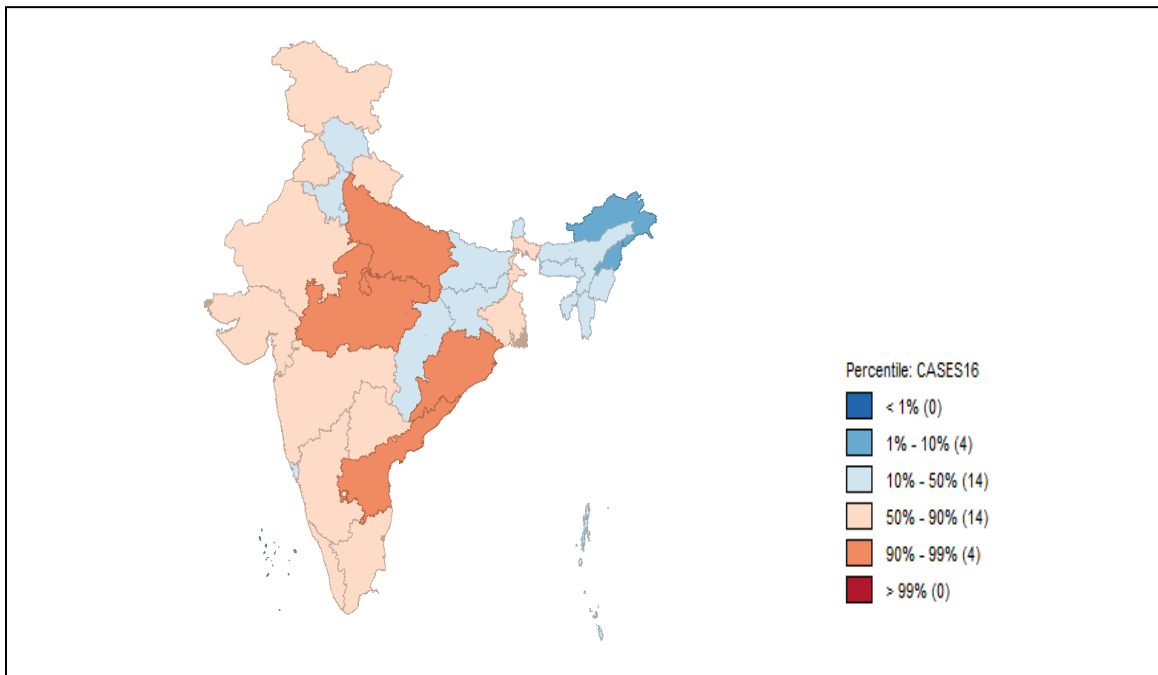 Percentile: CASES16
< 1% (0)
1% - 10% (4)
10% - 50% (14)
50% - 90% (14)
90% - 99% (4)
> 99% (0)